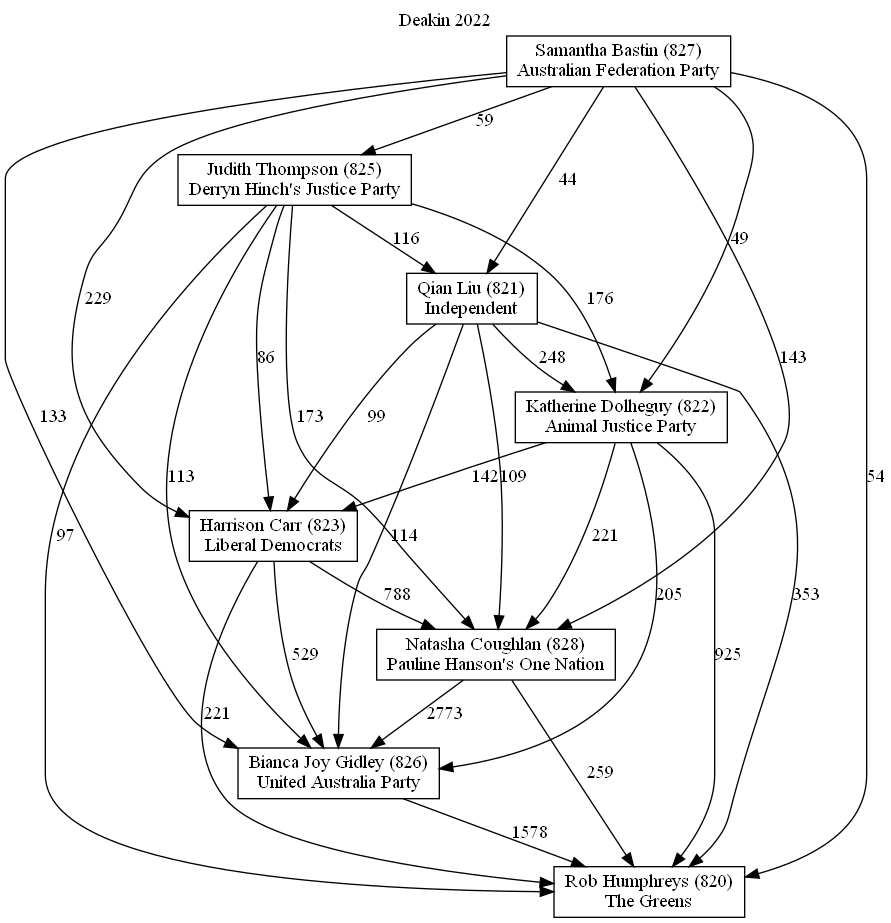 Deakin 2022
Samantha Bastin (827)
Australian Federation Party
59
Judith Thompson (825)
Derryn Hinch's Justice Party
44
116
49
Qian Liu (821)
Independent
229
176
86
248
143
Katherine Dolheguy (822)
Animal Justice Party
133
173
99
113
142
109
54
Harrison Carr (823)
Liberal Democrats
97
114
221
788
205
353
Natasha Coughlan (828)
Pauline Hanson's One Nation
529
925
221
2773
Bianca Joy Gidley (826)
United Australia Party
259
1578
Rob Humphreys (820)
The Greens